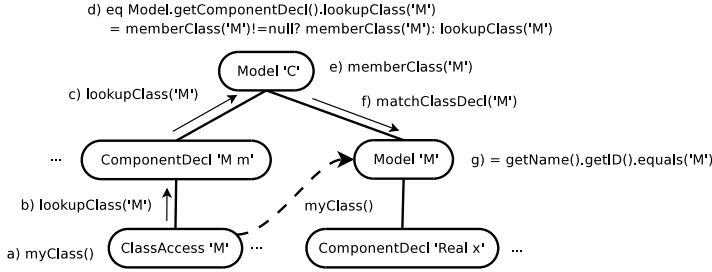 d) eq Model.getComponentDecl().lookupClass('M')
= memberClass('M')!=null? memberClass('M'): lookupClass('M')
Model 'C'
e) memberClass('M')
c) lookupClass('M')
f) matchClassDecl('M')
...
ComponentDecl 'M m'
Model 'M'
g) = getName().getID().equals('M')
b) lookupClass('M')
myClass()
a) myClass()
ClassAccess 'M'
...
ComponentDecl 'Real x'
...